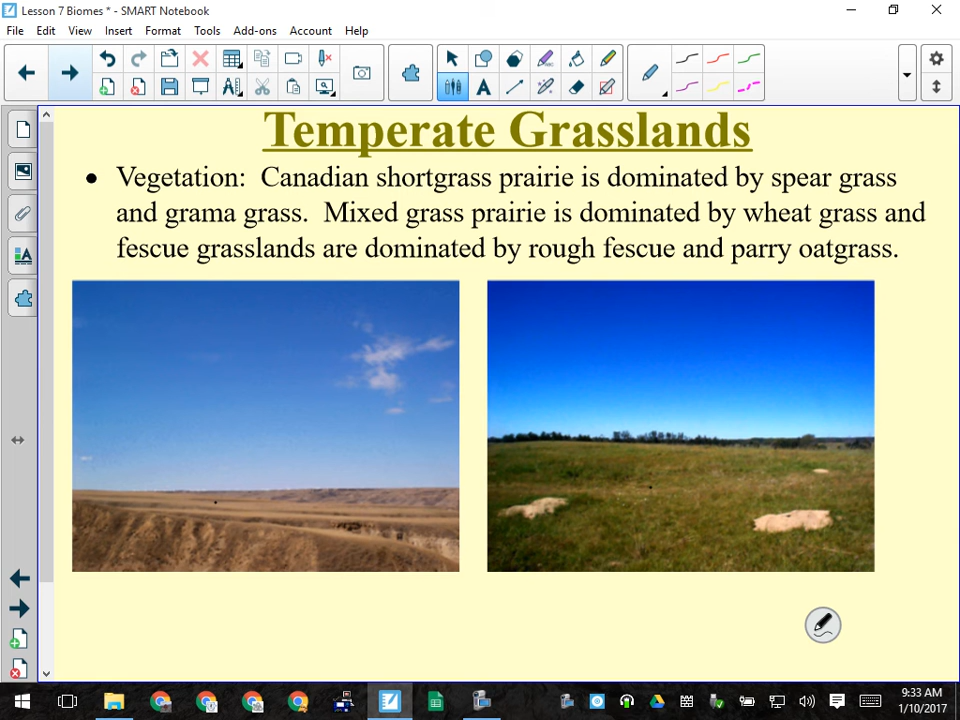 Lesson 7 Biomes * - SMART Notebook
File Edit View Insert Format Tools Add-ons Account Help
Temperate Grasslands
• Vegetation: Canadian shortgrass prairie is dominated by spear grass
and grama grass. Mixed grass prairie is dominated by wheat grass and
fescue grasslands are dominated by rough fescue and parry oatgrass.
9:33 AM
1/10/2017